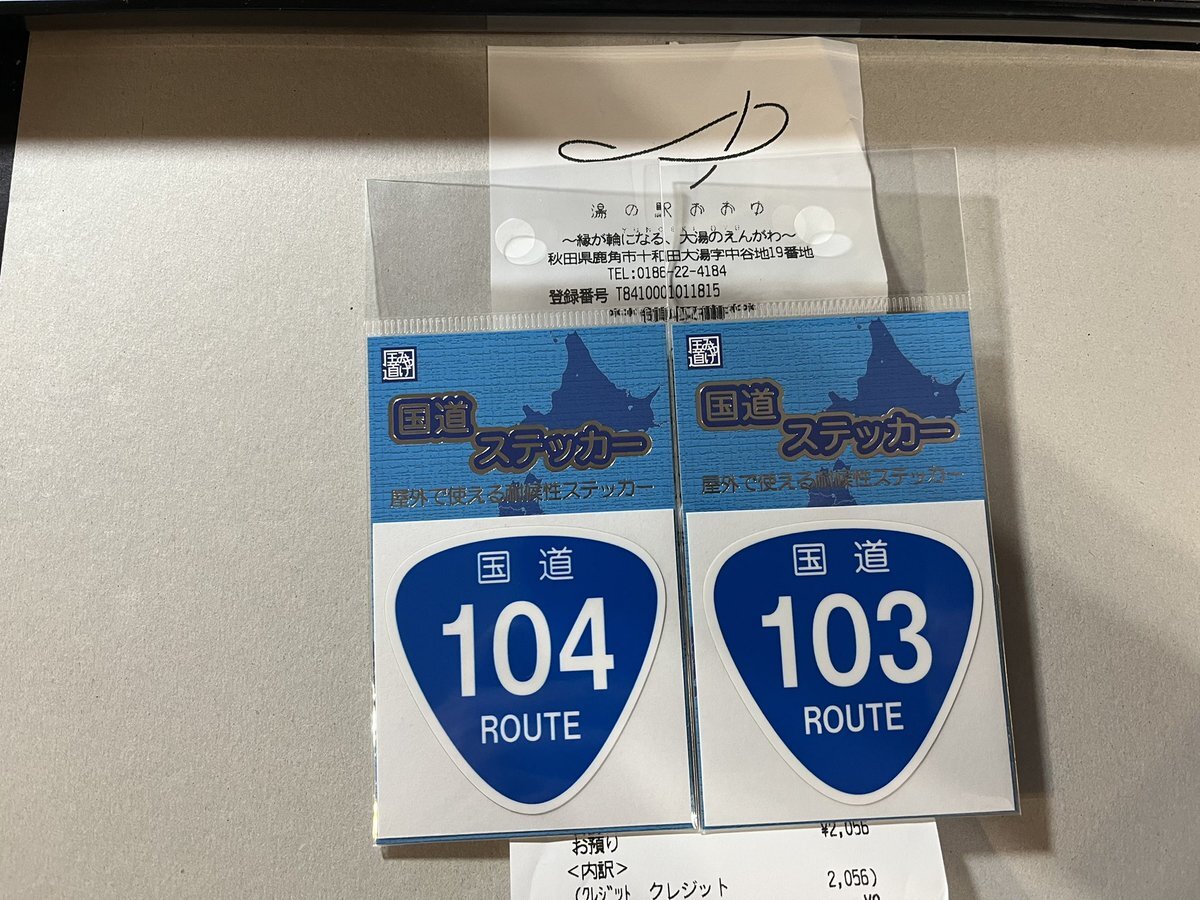 湯の駅おおゆ
～縁が輪になる、大湯のえんがわ～
秋田県鹿角市十和田大湯字中谷地19番地
TEL:0186-22-4184
登録番号 T8410001011815
国道
ステッカー
屋外で使える耐候性ステッカー
国道
104
ROUTE
国道
ステッカー
屋外で使える耐候性ステッカー
国道
103
ROUTE
¥2,056
お預り
<内訳>
(クレジット クレジット 2,056)
¥0